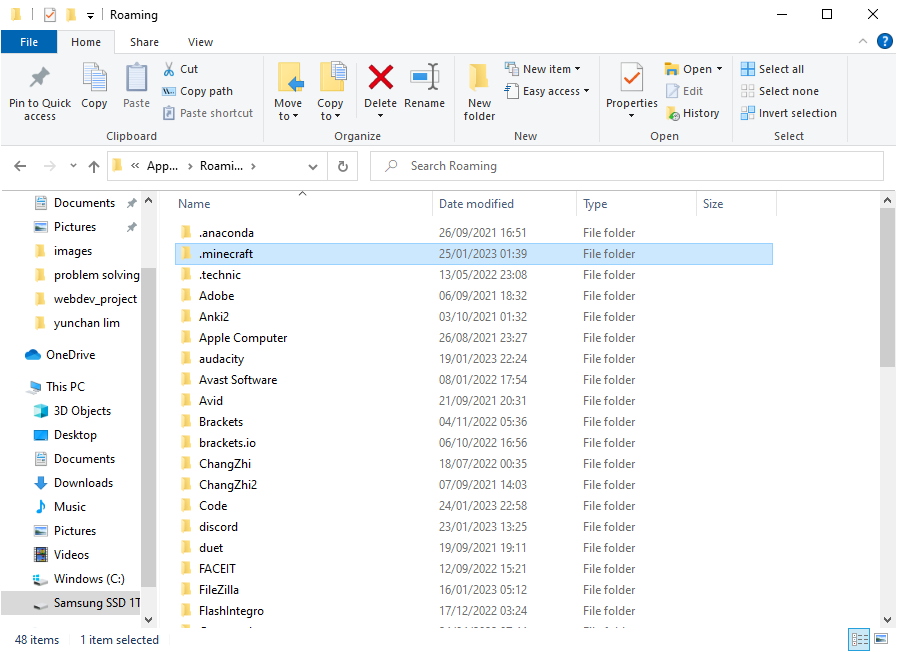 Roaming
File Home Share View
Pin to Quick access
Copy
Paste
Cut
Copy path
Paste shortcut
Clipboard
Move to
Copy to
Delete
Rename
Organize
New folder
New item
Easy access
New
Properties
Open
Edit
History
Open
Select all
Select none
Invert selection
Select
« App... › Roami... ›
Search Roaming
Documents
Pictures
images
problem solving
webdev_project
yunchan lim
OneDrive
This PC
3D Objects
Desktop
Documents
Downloads
Music
Pictures
Videos
Windows (C:)
Samsung SSD 1T
Name Date modified Type Size
.anaconda 26/09/2021 16:51 File folder
.minecraft 25/01/2023 01:39 File folder
.technic 13/05/2022 23:08 File folder
Adobe 06/09/2021 18:32 File folder
Anki2 03/10/2021 01:32 File folder
Apple Computer 26/08/2021 23:27 File folder
audacity 19/01/2023 22:24 File folder
Avast Software 08/01/2022 17:54 File folder
Avid 21/09/2021 20:31 File folder
Brackets 04/11/2022 05:36 File folder
brackets.io 06/10/2022 16:56 File folder
ChangZhi 18/07/2022 00:35 File folder
ChangZhi2 07/09/2021 14:03 File folder
Code 24/01/2023 22:58 File folder
discord 23/01/2023 13:25 File folder
duet 19/09/2021 19:11 File folder
FACEIT 12/09/2022 15:21 File folder
FileZilla 16/01/2023 05:12 File folder
FlashIntegro 17/12/2022 03:24 File folder
48 items 1 item selected